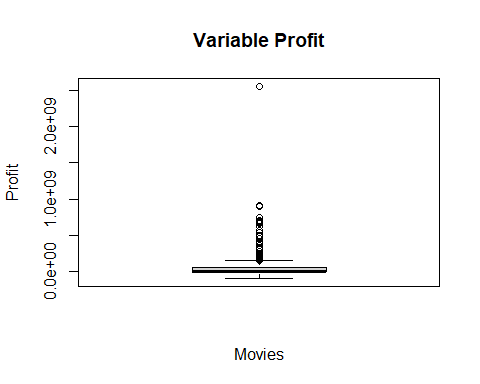 Variable Profit
Profit
2.0e+09
1.0e+09
0.0e+00
Movies